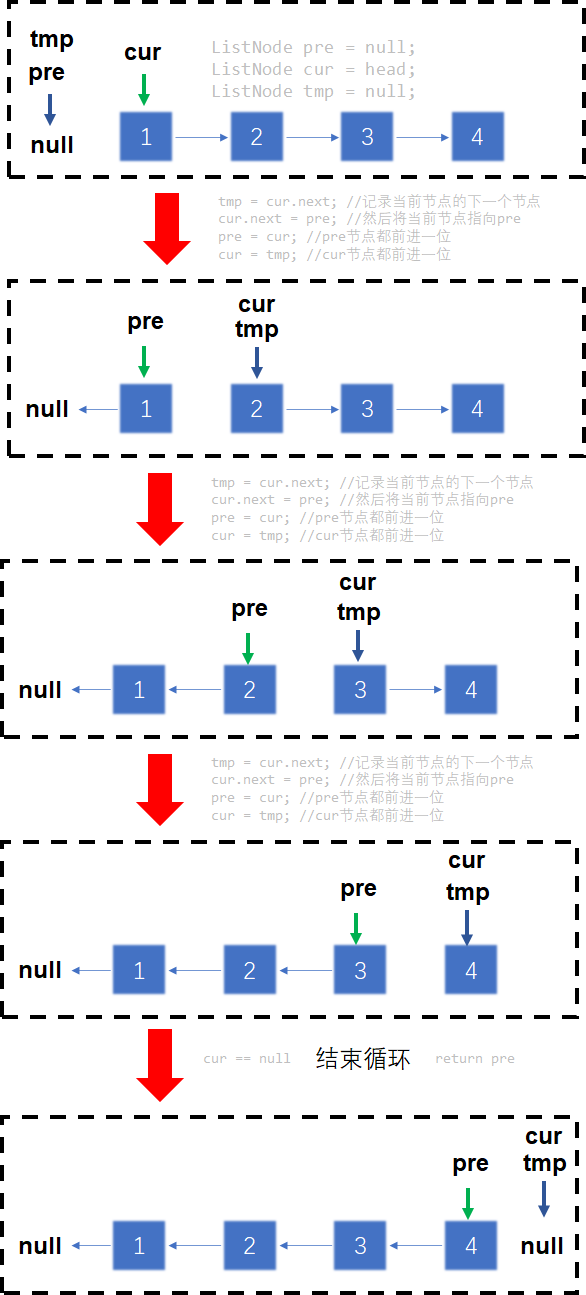 tmp
pre
null
cur
ListNode pre = null;
ListNode cur = head;
ListNode tmp = null;
1 2 3 4
tmp = cur.next; //记录当前节点的下一个节点
cur.next = pre; //然后将当前节点指向pre
pre = cur; //pre节点都前进一位
cur = tmp; //cur节点都前进一位
pre
cur
tmp
null 1 2 3 4
tmp = cur.next; //记录当前节点的下一个节点
cur.next = pre; //然后将当前节点指向pre
pre = cur; //pre节点都前进一位
cur = tmp; //cur节点都前进一位
pre
cur
tmp
null 1 2 3 4
tmp = cur.next; //记录当前节点的下一个节点
cur.next = pre; //然后将当前节点指向pre
pre = cur; //pre节点都前进一位
cur = tmp; //cur节点都前进一位
pre
cur
tmp
null 1 2 3 4
cur == null 结束循环 return pre
pre
cur
tmp
null 1 2 3 4 null